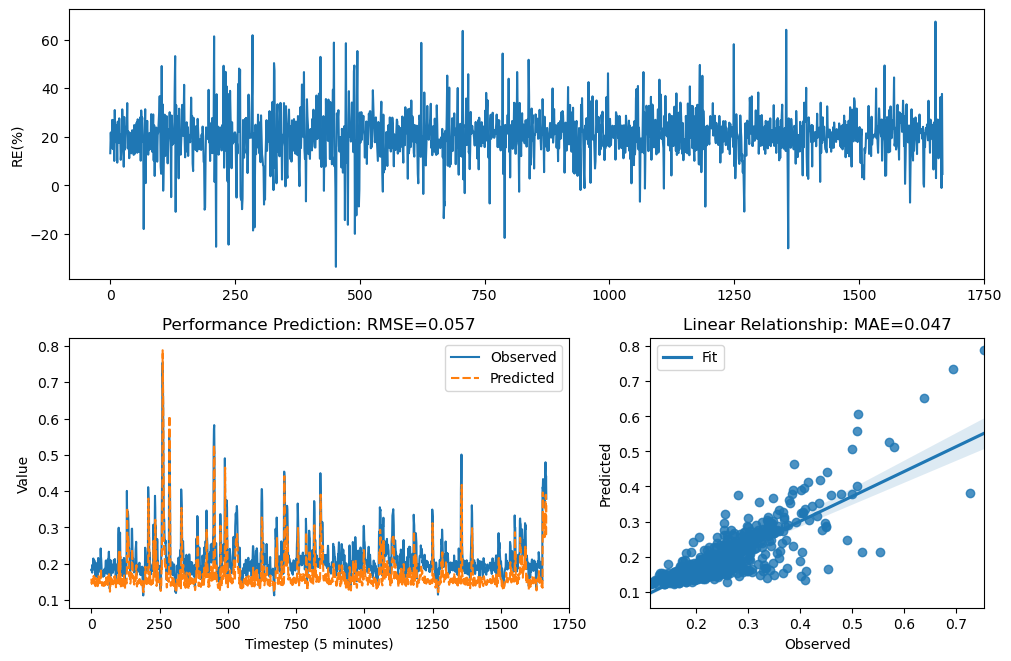 60
40
20
0
−20
RE(%)
0 250 500 750 1000 1250 1500 1750
Performance Prediction: RMSE=0.057
0.8
0.7
0.6
0.5
0.4
0.3
0.2
0.1
Value
Observed
Predicted
0 250 500 750 1000 1250 1500 1750
Timestep (5 minutes)
Linear Relationship: MAE=0.047
0.8
0.7
0.6
0.5
0.4
0.3
0.2
0.1
Predicted
Fit
0.2 0.3 0.4 0.5 0.6 0.7
Observed